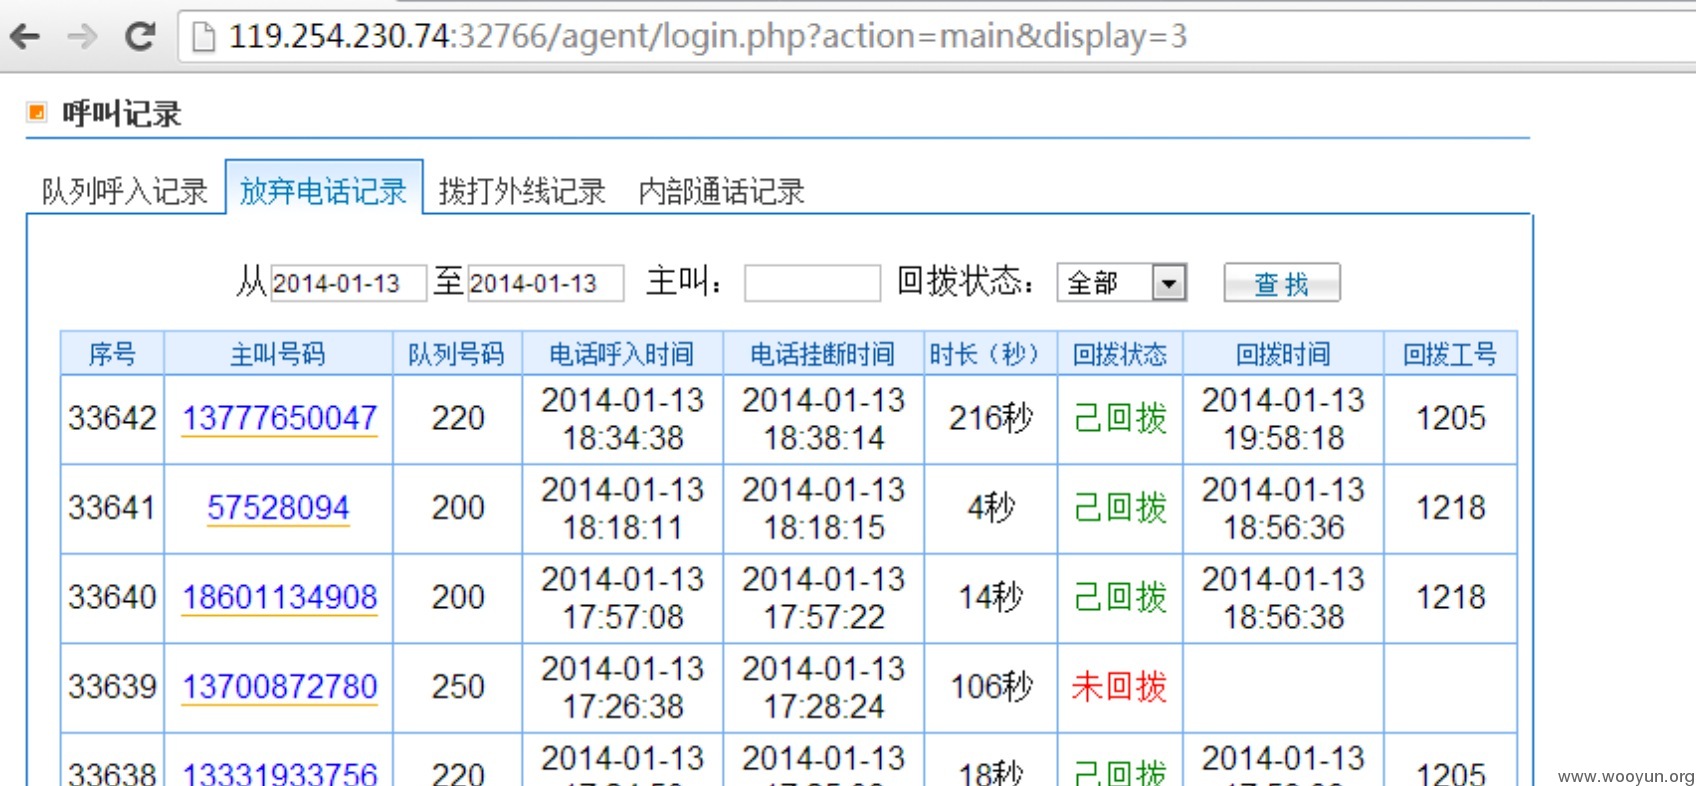 119.254.230.74:32766/agent/login.php?action=main&display=3
呼叫记录
队列呼入记录 放弃电话记录 拨打外线记录 内部通话记录
从 2014-01-13 至 2014-01-13 主叫： 回拨状态： 全部 查找
序号 主叫号码 队列号码 电话呼入时间 电话挂断时间 时长（秒） 回拨状态 回拨时间 回拨工号
33642 13777650047 220 2014-01-13 18:34:38 2014-01-13 18:38:14 216秒 己回拨 2014-01-13 19:58:18 1205
33641 57528094 200 2014-01-13 18:18:11 2014-01-13 18:18:15 4秒 己回拨 2014-01-13 18:56:36 1218
33640 18601134908 200 2014-01-13 17:57:08 2014-01-13 17:57:22 14秒 己回拨 2014-01-13 18:56:38 1218
33639 13700872780 250 2014-01-13 17:26:38 2014-01-13 17:28:24 106秒 未回拨
33638 13331933756 220 2014-01-13 2014-01-13 18秒 己回拨 2014-01-13 1205
www.wooyun.org